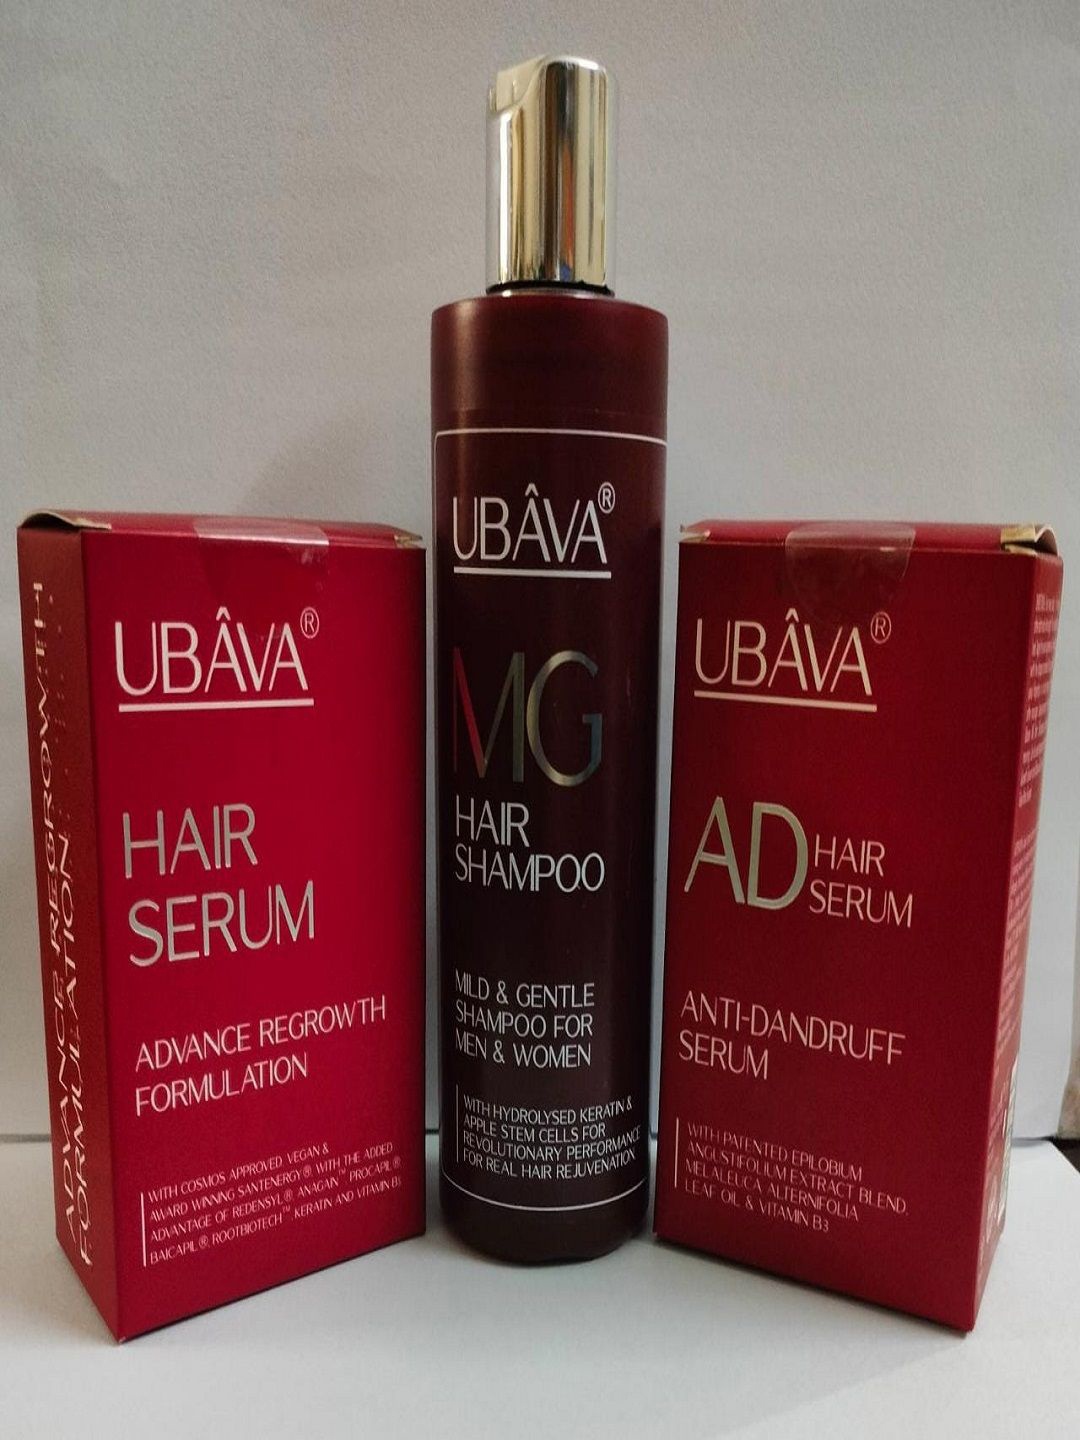 UBÂVA®
HAIR
SERUM
ADVANCE REGROWTH
FORMULATION
WITH COSMOS APPROVED VEGAN &
AWARD WINNING SANTENERGY® WITH THE ADDED
ADVANTAGE OF REDENSYL® ANAGAIN™ PROCAPIL®
BAICAPIL® ROOTBIOTECH™ KERATIN AND VITAMIN B3
ADVANCE REGROWTH
FORMULATION
UBÂVA®
MG
HAIR
SHAMPOO
MILD & GENTLE
SHAMPOO FOR
MEN & WOMEN
WITH HYDROLYSED KERATIN &
APPLE STEM CELLS FOR
REVOLUTIONARY PERFORMANCE
FOR REAL HAIR REJUVENATION
UBÂVA®
AD HAIR
SERUM
ANTI-DANDRUFF
SERUM
WITH PATENTED EPILOBIUM
ANGUSTIFOLIUM EXTRACT BLEND,
MELALEUCA ALTERNIFOLIA
LEAF OIL & VITAMIN B3